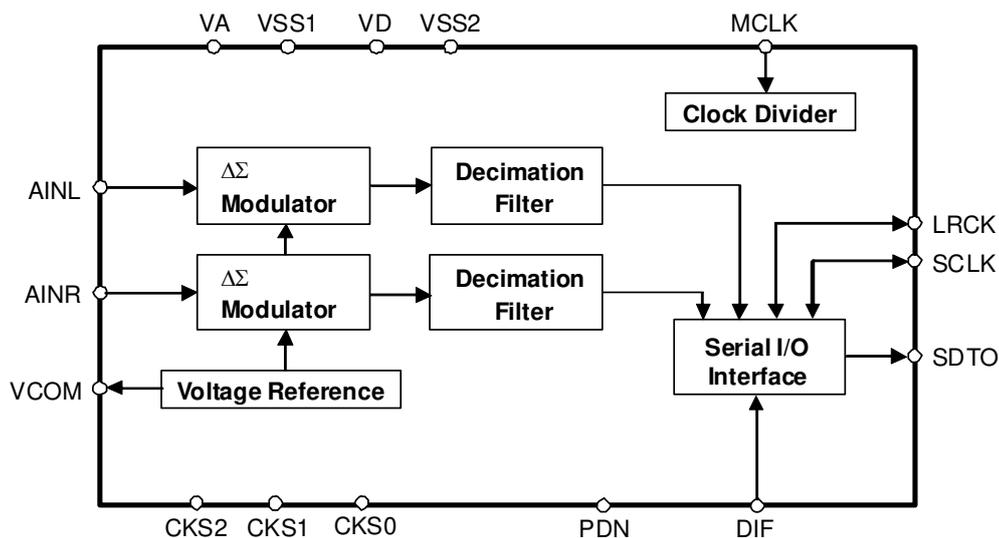 VA VSS1 VD VSS2 MCLK
Clock Divider
AINL
ΔΣ
Modulator
Decimation
Filter
LRCK
SCLK
AINR
ΔΣ
Modulator
Decimation
Filter
Serial I/O
Interface
SDTO
VCOM
Voltage Reference
CKS2 CKS1 CKS0 PDN DIF